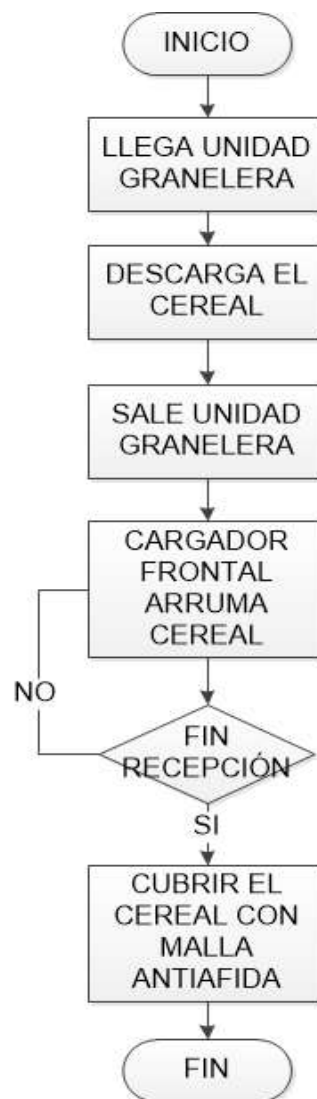 INICIO
LLEGA UNIDAD
GRANELERA
DESCARGA EL
CEREAL
SALE UNIDAD
GRANELERA
CARGADOR
FRONTAL
ARRUMA
CEREAL
NO
FIN
RECEPCIÓN
SI
CUBRIR EL
CEREAL CON
MALLA
ANTIAFIDA
FIN